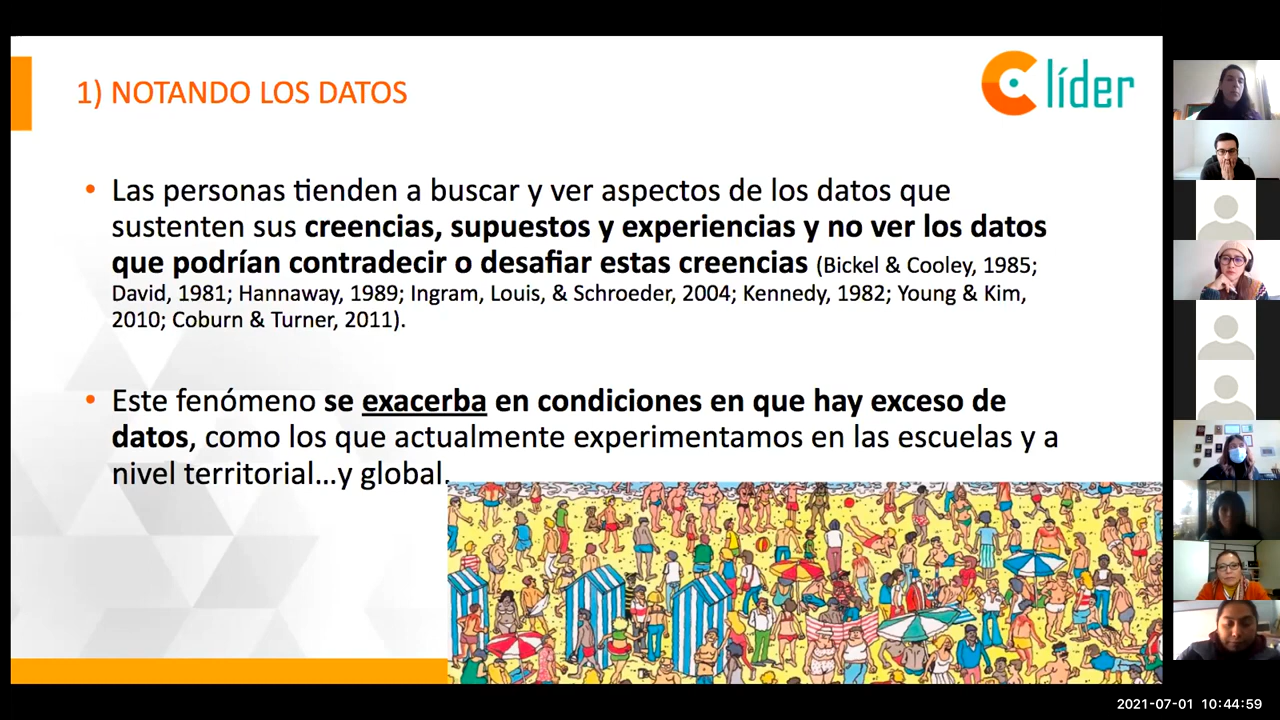 1) NOTANDO LOS DATOS
C líder
• Las personas tienden a buscar y ver aspectos de los datos que
sustenten sus creencias, supuestos y experiencias y no ver los datos
que podrían contradecir o desafiar estas creencias (Bickel & Cooley, 1985;
David, 1981; Hannaway, 1989; Ingram, Louis, & Schroeder, 2004; Kennedy, 1982; Young & Kim,
2010; Coburn & Turner, 2011).
• Este fenómeno se exacerba en condiciones en que hay exceso de
datos, como los que actualmente experimentamos en las escuelas y a
nivel territorial…y global.
2021-07-01 10:44:59